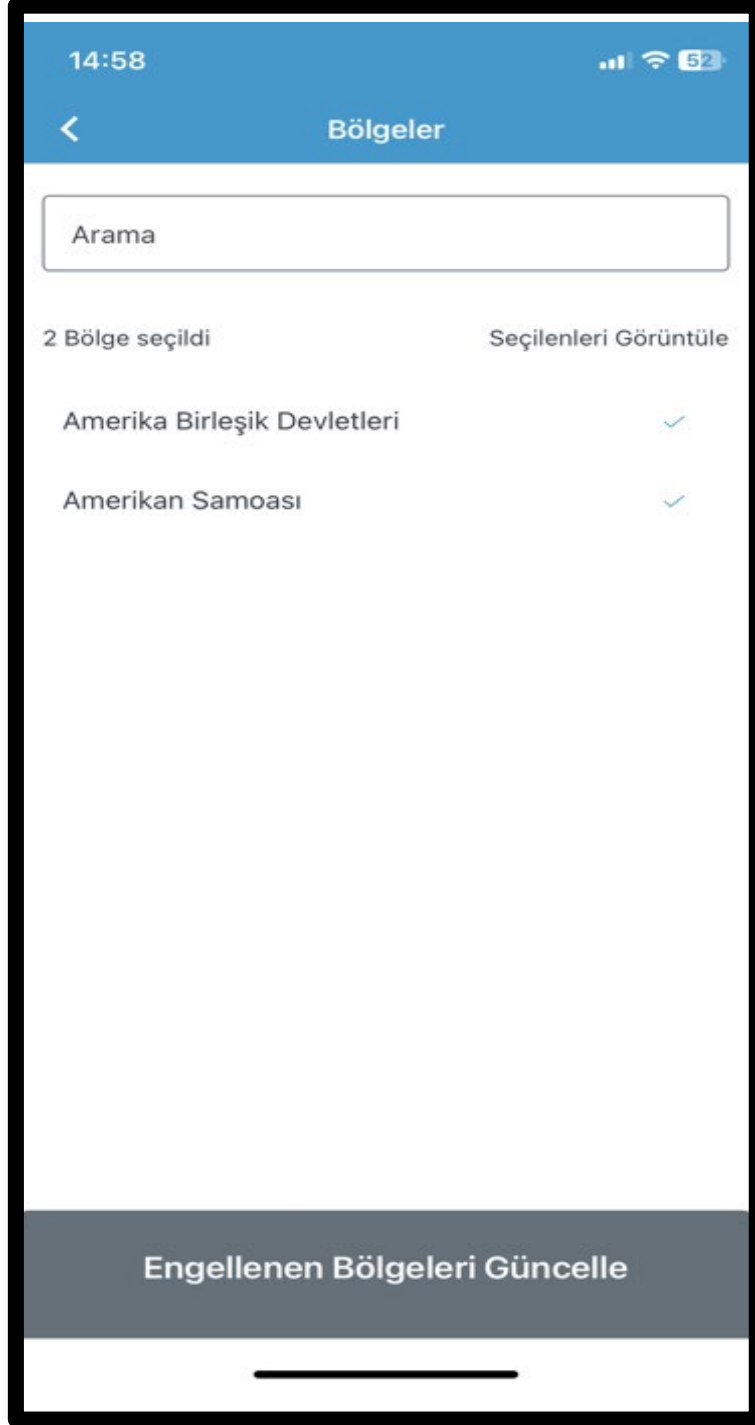 14:58
52
Bölgeler
Arama
2 Bölge seçildi Seçilenleri Görüntüle
Amerika Birleşik Devletleri
Amerikan Samoası
Engellenen Bölgeleri Güncelle